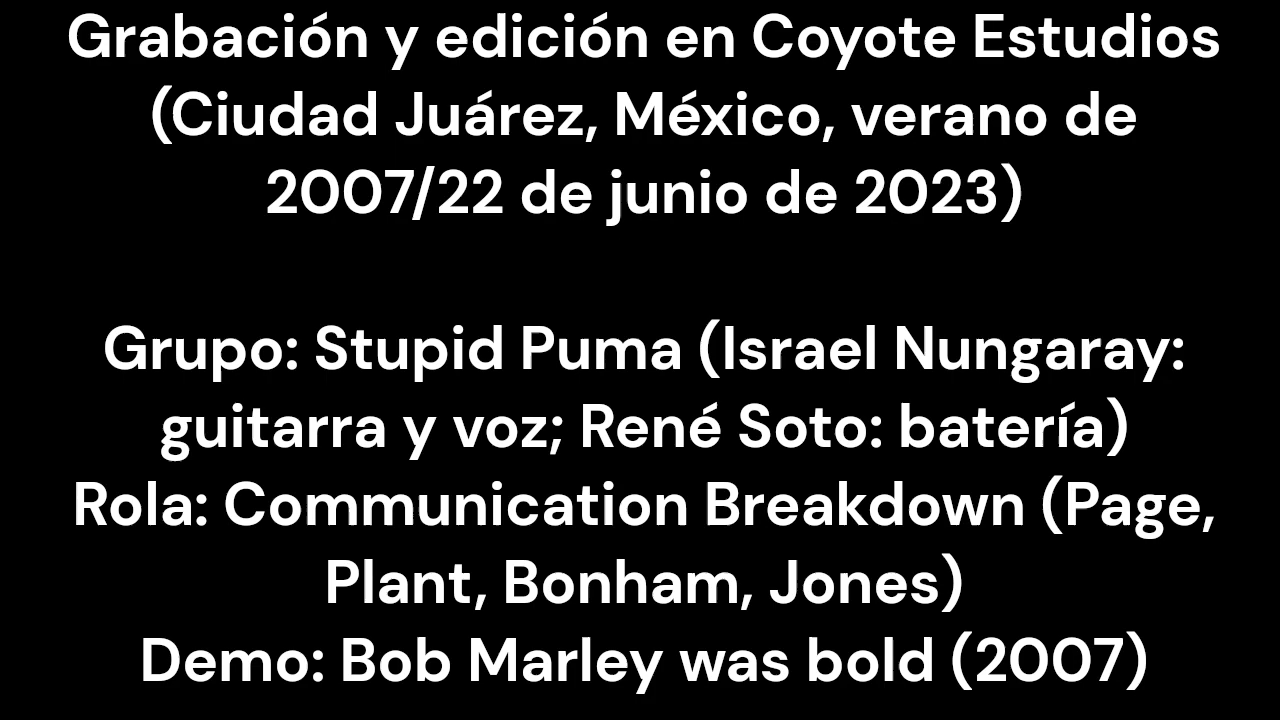 Grabación y edición en Coyote Estudios
(Ciudad Juárez, México, verano de
2007/22 de junio de 2023)
Grupo: Stupid Puma (Israel Nungaray:
guitarra y voz; René Soto: batería)
Rola: Communication Breakdown (Page,
Plant, Bonham, Jones)
Demo: Bob Marley was bold (2007)